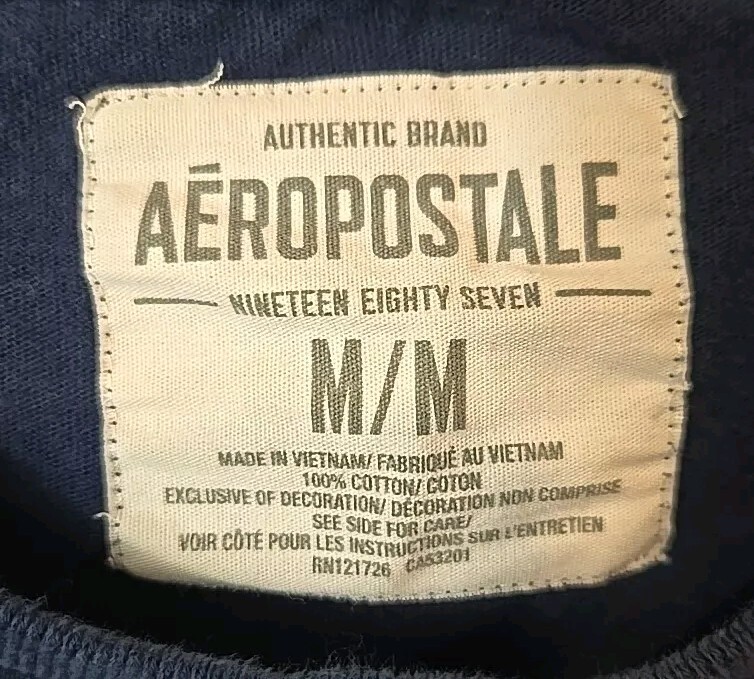 AUTHENTIC BRAND
AÉROPOSTALE
NINETEEN EIGHTY SEVEN
M/M
MADE IN VIETNAM/ FABRIQUÉ AU VIETNAM
100% COTTON/ COTON
EXCLUSIVE OF DECORATION/ DÉCORATION NON COMPRISE
SEE SIDE FOR CARE/
VOIR CÔTÉ POUR LES INSTRUCTIONS SUR L'ENTRETIEN
RN121726 CA53201